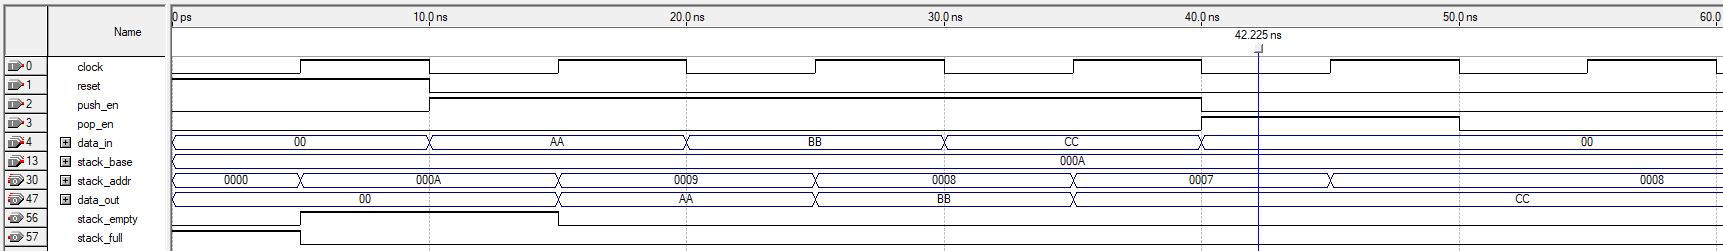 0 ps 10.0 ns 20.0 ns 30.0 ns 40.0 ns 50.0 ns 60.0
Name
42.225 ns
0 clock
1 reset
2 push_en
3 pop_en
4 data_in 00 AA BB CC 00
13 stack_base 000A
30 stack_addr 0000 000A 0009 0008 0007 0008
47 data_out 00 AA BB CC
56 stack_empty
57 stack_full